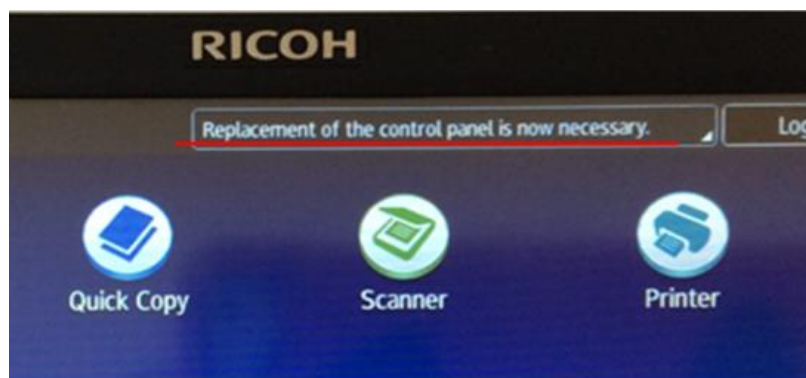 RICOH
Replacement of the control panel is now necessary.
Quick Copy
Scanner
Printer